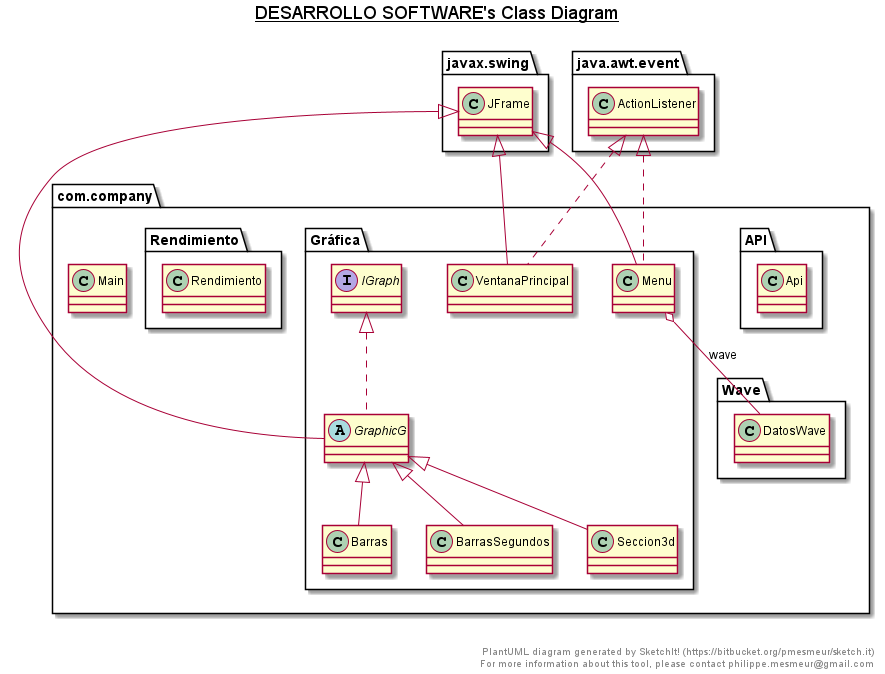 DESARROLLO SOFTWARE's Class Diagram
javax.swing
java.awt.event
C JFrame
C ActionListener
com.company
Rendimiento
Gráfica
API
C Main
C Rendimiento
I IGraph
C VentanaPrincipal
C Menu
C Api
wave
Wave
A GraphicG
C DatosWave
C Barras
C BarrasSegundos
C Seccion3d
PlantUML diagram generated by SketchIt! (https://bitbucket.org/pmesmeur/sketch.it)
For more information about this tool, please contact philippe.mesmeur@gmail.com